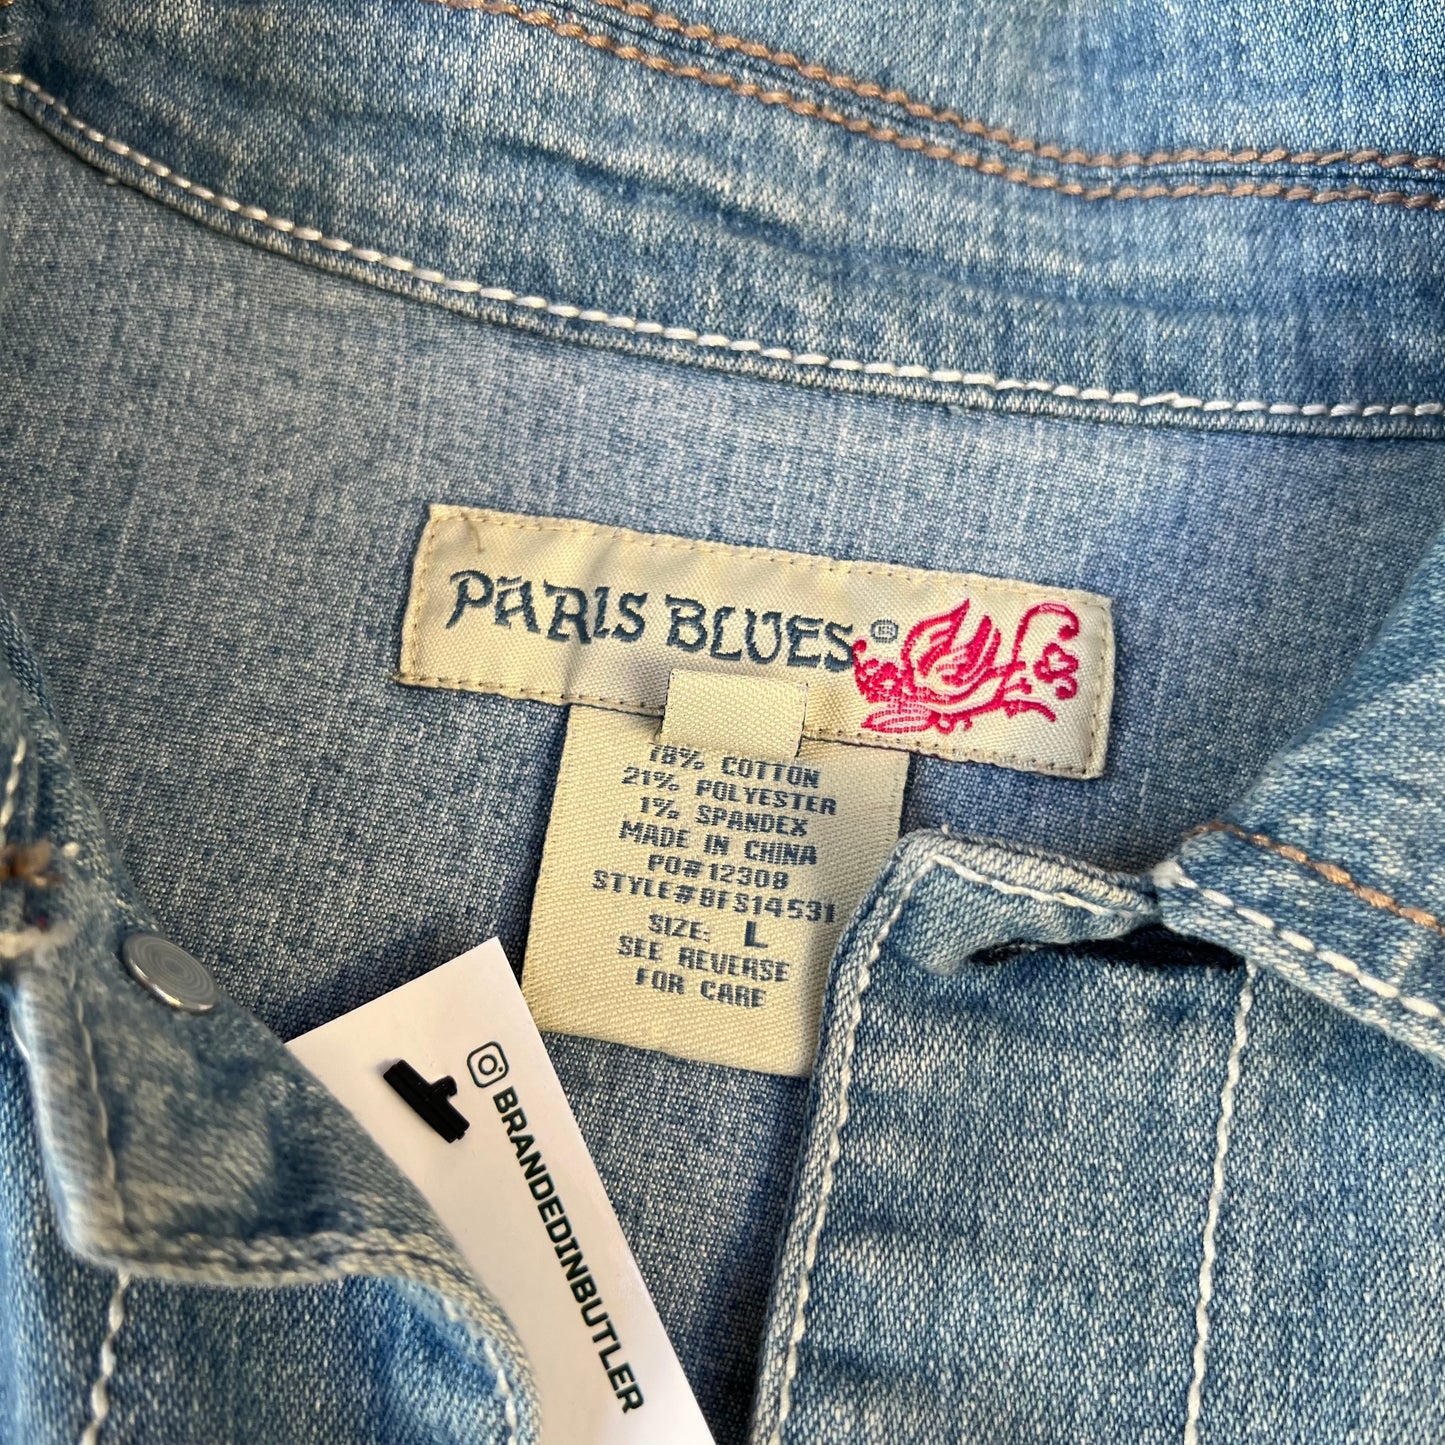 PARIS BLUES ®
78% COTTON
21% POLYESTER
1% SPANDEX
MADE IN CHINA
PO#12308
STYLE#BFS14531
SIZE: L
SEE REVERSE
FOR CARE
BRANDEDINBUTLER